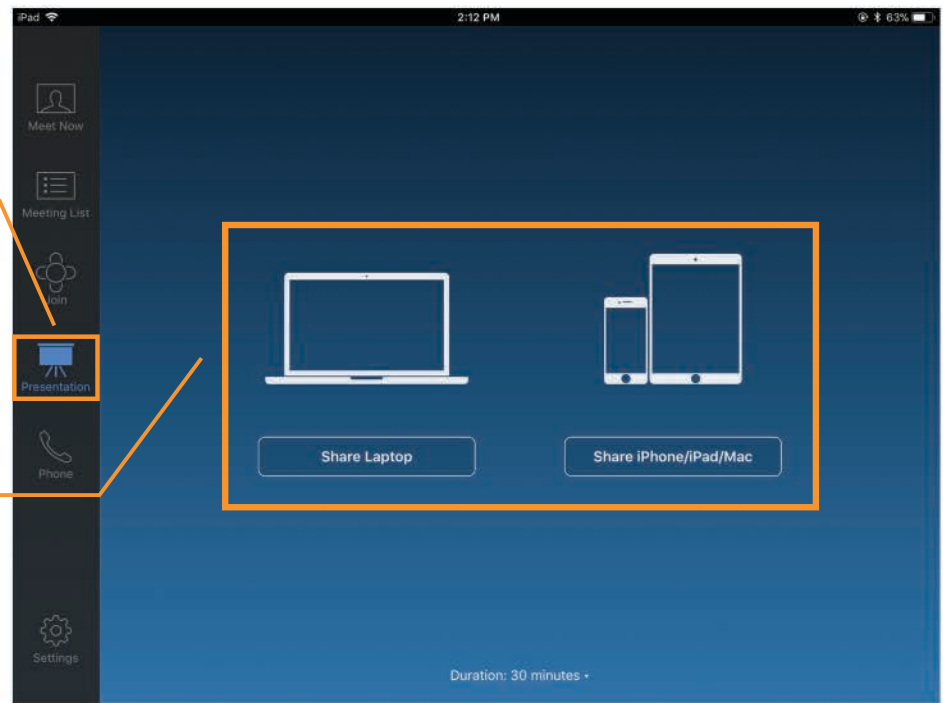 iPad 2:12 PM 63%
Meet Now
Meeting List
Join
Presentation
Phone
Settings
Share Laptop Share iPhone/iPad/Mac
Duration: 30 minutes